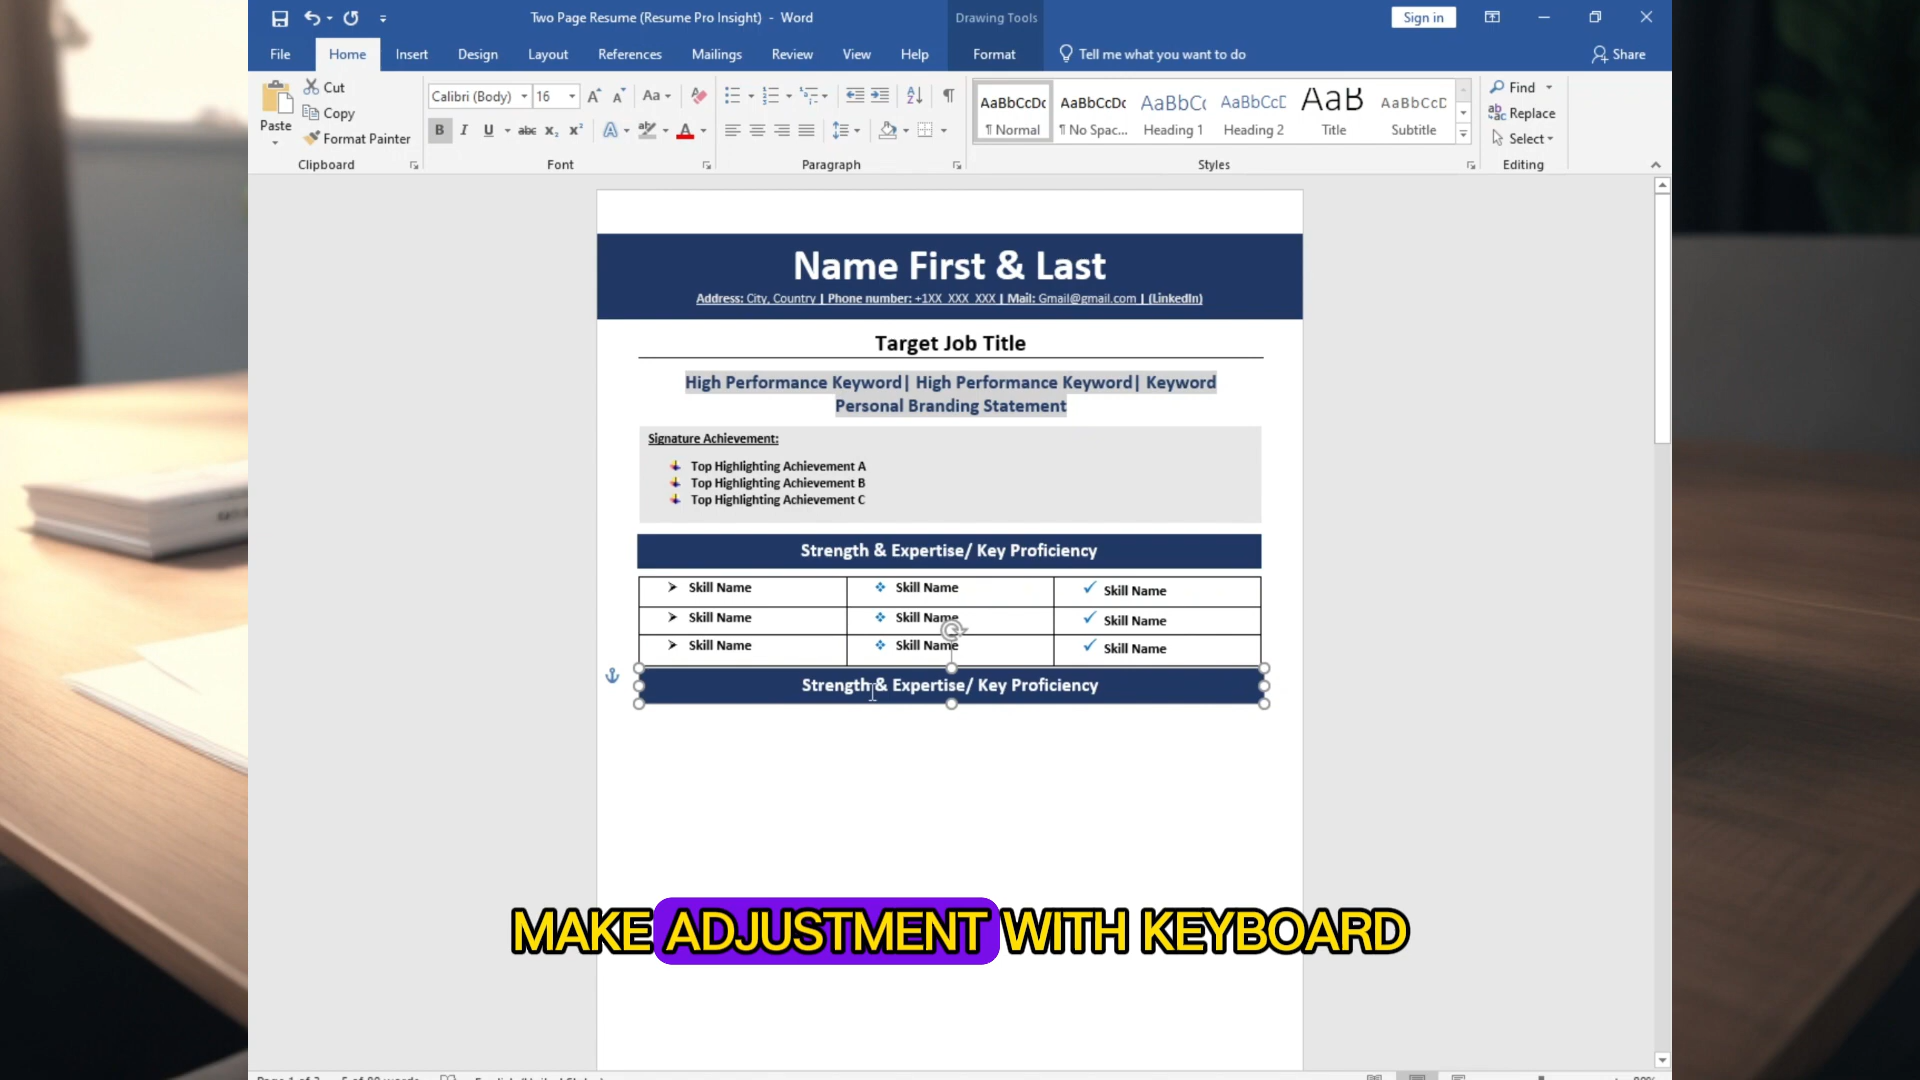 Two Page Resume (Resume Pro Insight) - Word
Drawing Tools
Sign in
File
Home
Insert
Design
Layout
References
Mailings
Review
View
Help
Format
Tell me what you want to do
Share
Paste
Cut
Copy
Format Painter
Clipboard
Calibri (Body)
16
Font
Paragraph
AaBbCcDc
¶ Normal
AaBbCcDc
¶ No Spac...
AaBbC
Heading 1
AaBbCcD
Heading 2
AaB
Title
AaBbCcD
Subtitle
Styles
Find
Replace
Select
Editing
Name First & Last
Address: City, Country | Phone number: +1XX XXX XXX | Mail: Gmail@gmail.com | (LinkedIn)
Target Job Title
High Performance Keyword| High Performance Keyword| Keyword
Personal Branding Statement
Signature Achievement:
Top Highlighting Achievement A
Top Highlighting Achievement B
Top Highlighting Achievement C
Strength & Expertise/ Key Proficiency
Skill Name Skill Name Skill Name
Skill Name Skill Name Skill Name
Skill Name Skill Name Skill Name
Strength & Expertise/ Key Proficiency
MAKE ADJUSTMENT WITH KEYBOARD